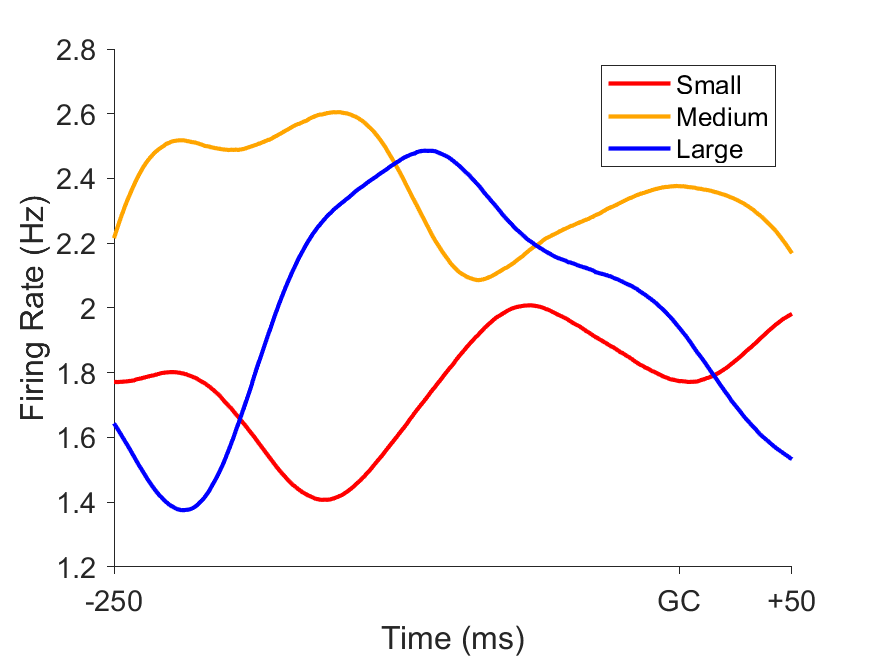 2.8
2.6
2.4
2.2
2
1.8
1.6
1.4
1.2
Firing Rate (Hz)
Small
Medium
Large
-250 GC +50
Time (ms)